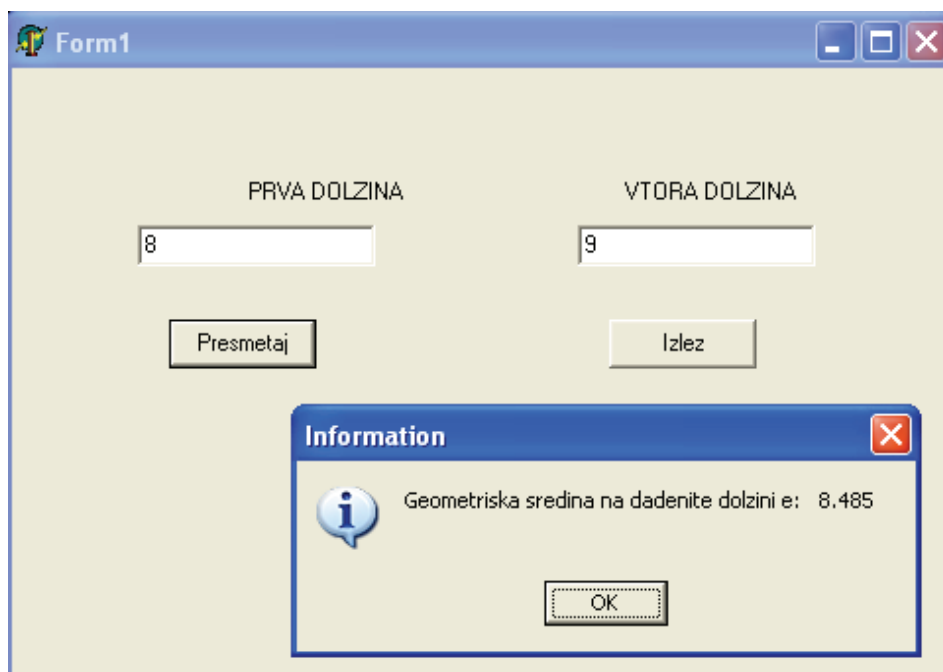 Form1
PRVA DOLZINA VTORA DOLZINA
8 9
Presmetaj Izlez
Information
Geometriska sredina na dadenite dolzini e: 8.485
OK